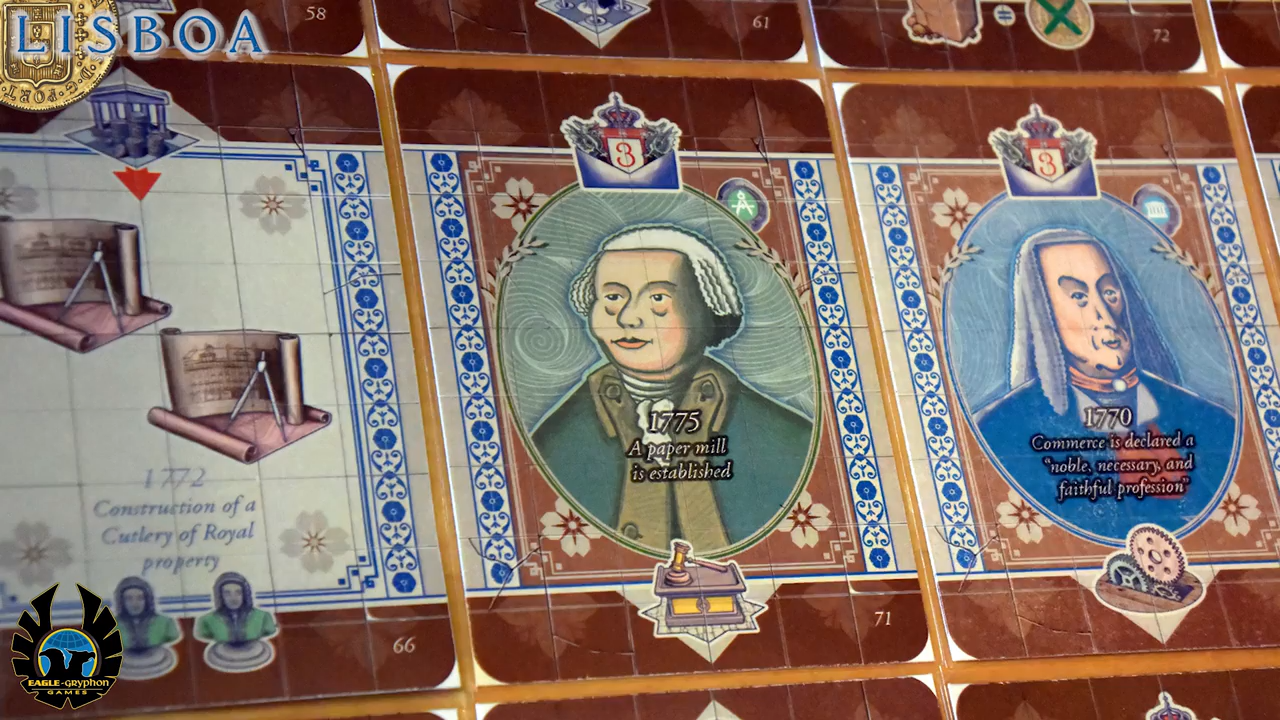 LISBOA
58
61
72
3
3
1775
A paper mill
is established
1770
Commerce is declared a
"noble, necessary, and
faithful profession"
1772
Construction of a
Cutlery of Royal
property
66
71
EAGLE-GRYPHON
GAMES